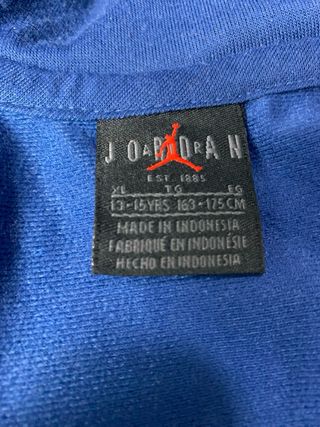 JORDAN
AIR
EST. 1985
XL TG EG
13-15YRS 163-175CM
MADE IN INDONESIA
FABRIQUÉ EN INDONÉSIE
HECHO EN INDONESIA